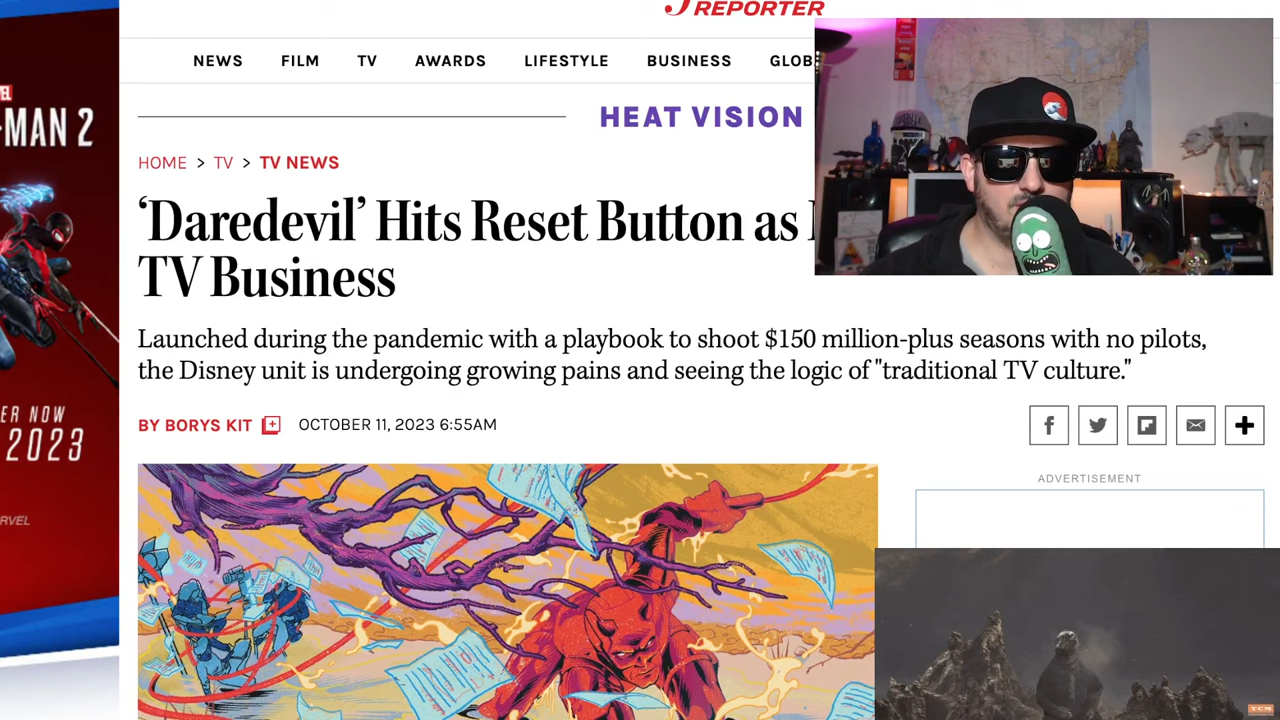 REPORTER
NEWS FILM TV AWARDS LIFESTYLE BUSINESS GLOB
HEAT VISION
HOME > TV > TV NEWS
‘Daredevil’ Hits Reset Button as
TV Business
Launched during the pandemic with a playbook to shoot $150 million-plus seasons with no pilots,
the Disney unit is undergoing growing pains and seeing the logic of "traditional TV culture."
BY BORYS KIT
OCTOBER 11, 2023 6:55AM
ADVERTISEMENT
MAN 2
ER NOW
2023
RVEL
TCM